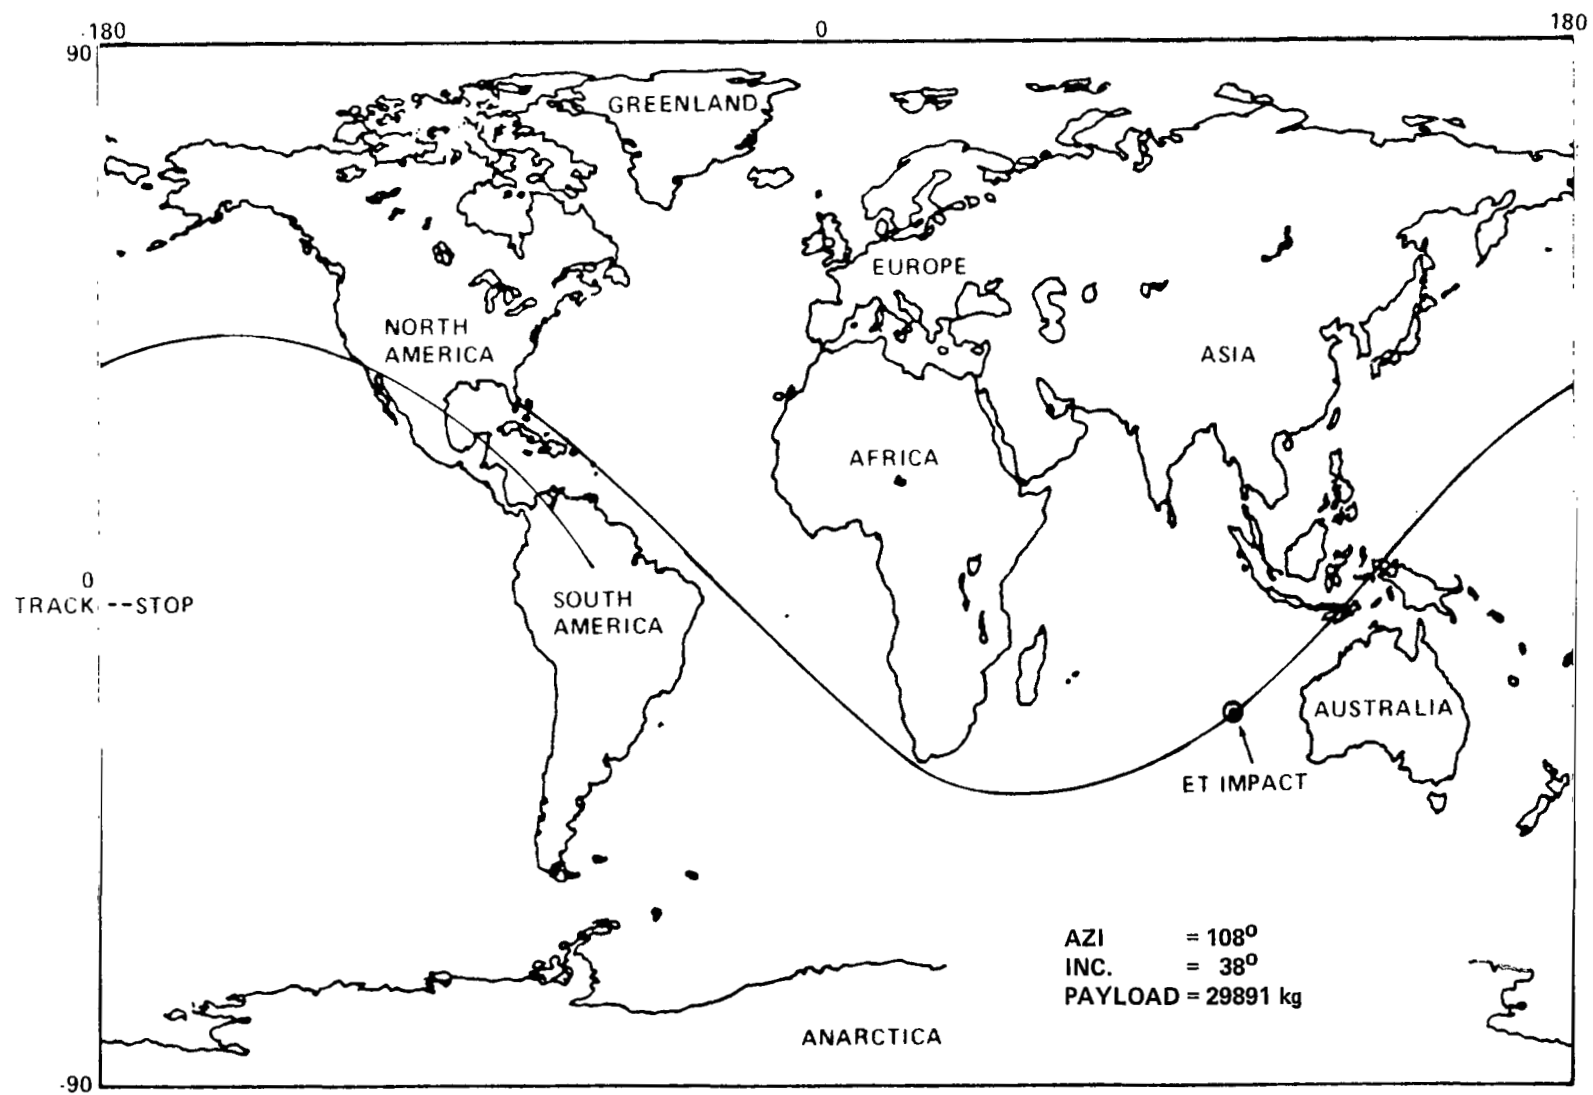 -180 0 180
90
GREENLAND
EUROPE
NORTH
AMERICA
ASIA
AFRICA
0
TRACK --STOP
SOUTH
AMERICA
AUSTRALIA
ET IMPACT
AZI = 108°
INC. = 38°
PAYLOAD = 29891 kg
ANARCTICA
-90